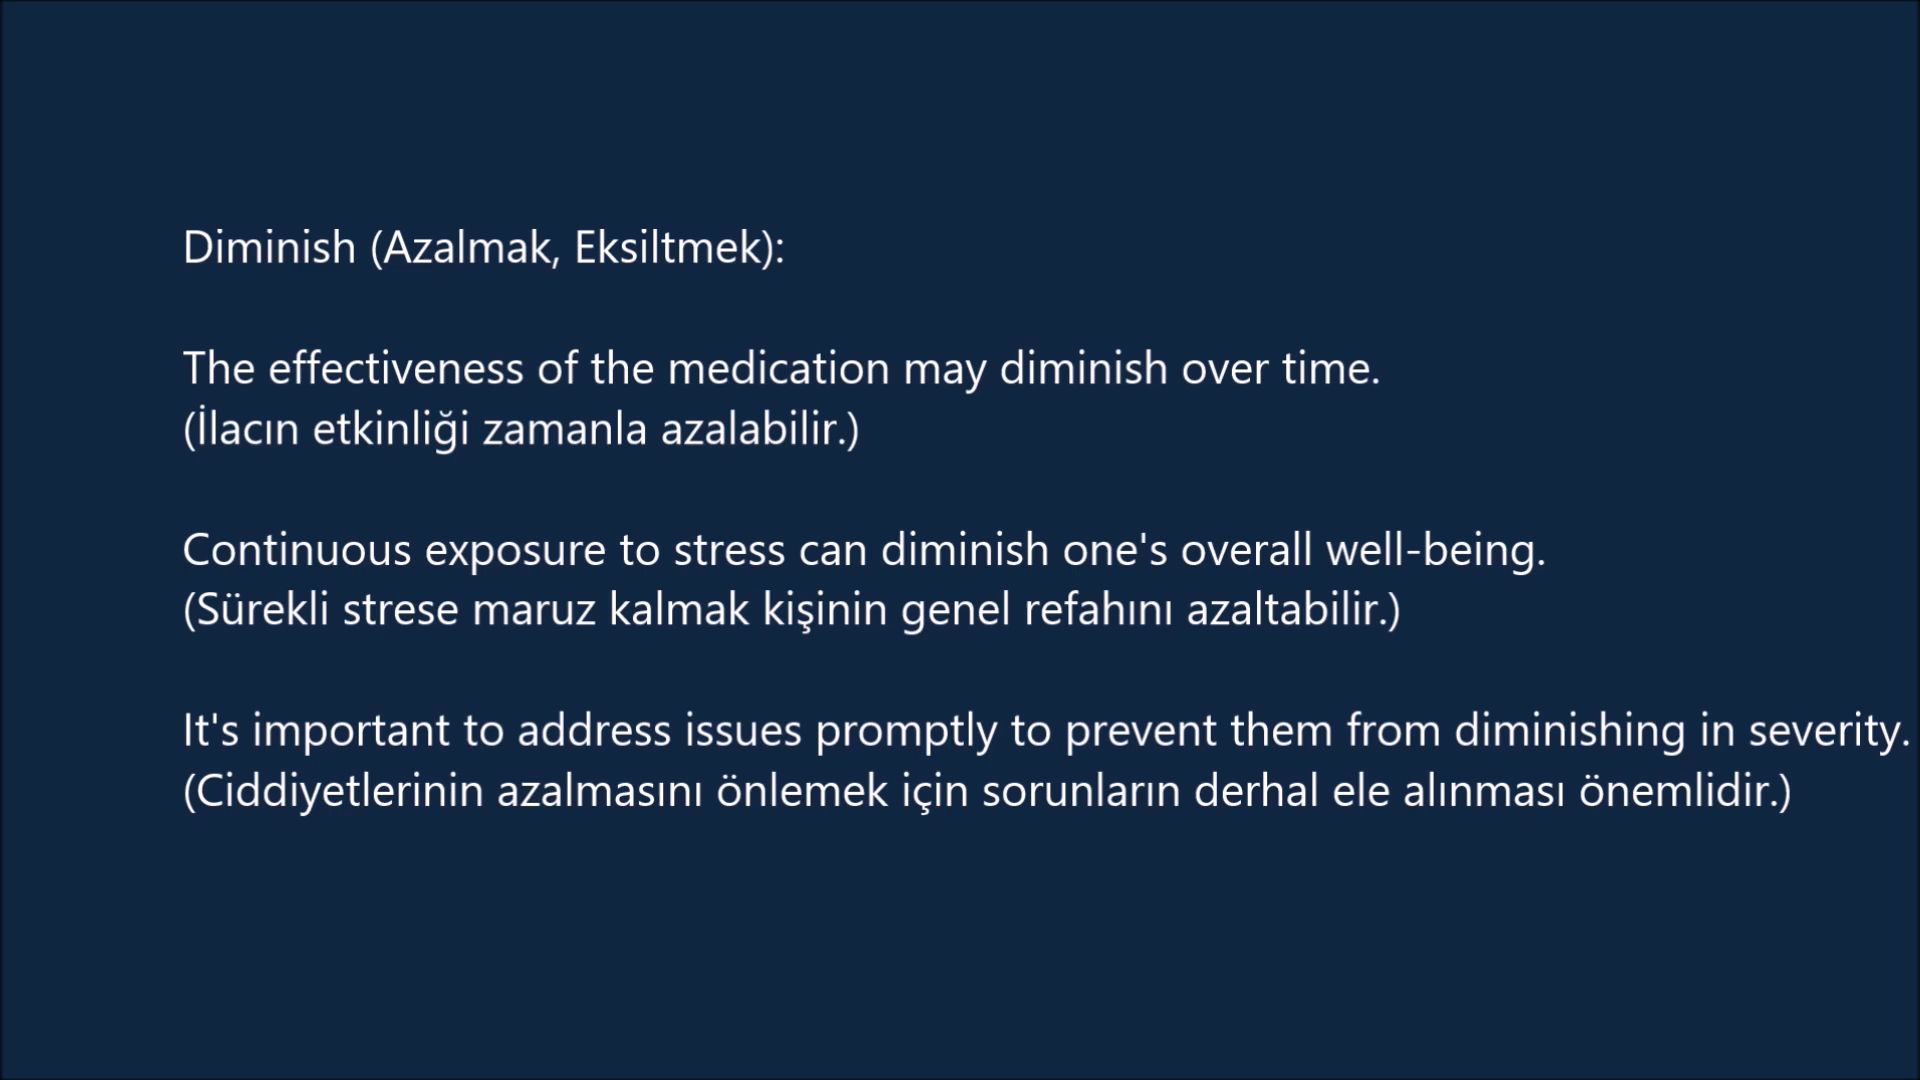 Diminish (Azalmak, Eksiltmek):
The effectiveness of the medication may diminish over time.
(İlacın etkinliği zamanla azalabilir.)
Continuous exposure to stress can diminish one's overall well-being.
(Sürekli strese maruz kalmak kişinin genel refahını azaltabilir.)
It's important to address issues promptly to prevent them from diminishing in severity.
(Ciddiyetlerinin azalmasını önlemek için sorunların derhal ele alınması önemlidir.)